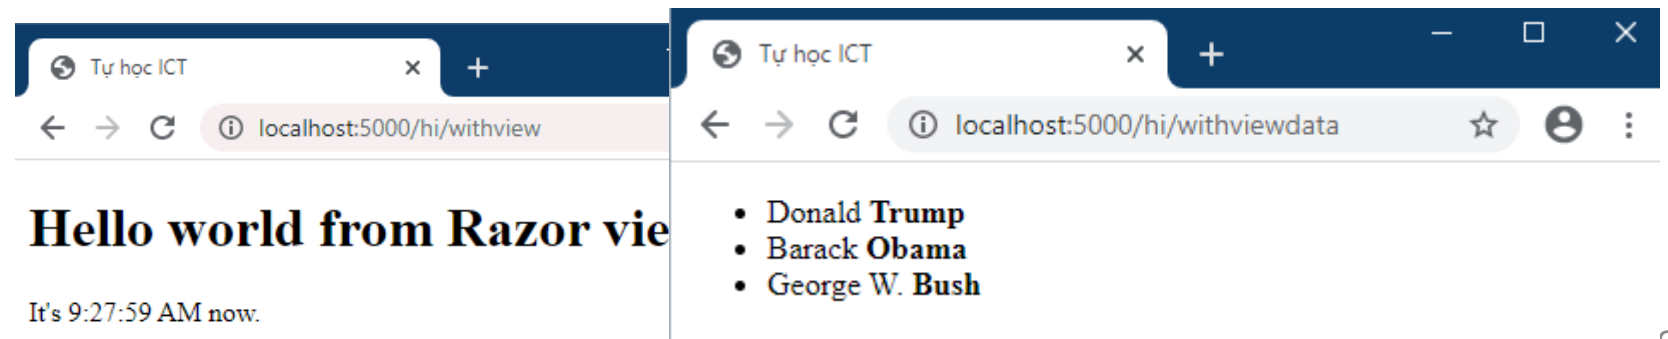 Tự học ICT
localhost:5000/hi/withview
Hello world from Razor vie
It's 9:27:59 AM now.
Tự học ICT
localhost:5000/hi/withviewdata
• Donald Trump
• Barack Obama
• George W. Bush